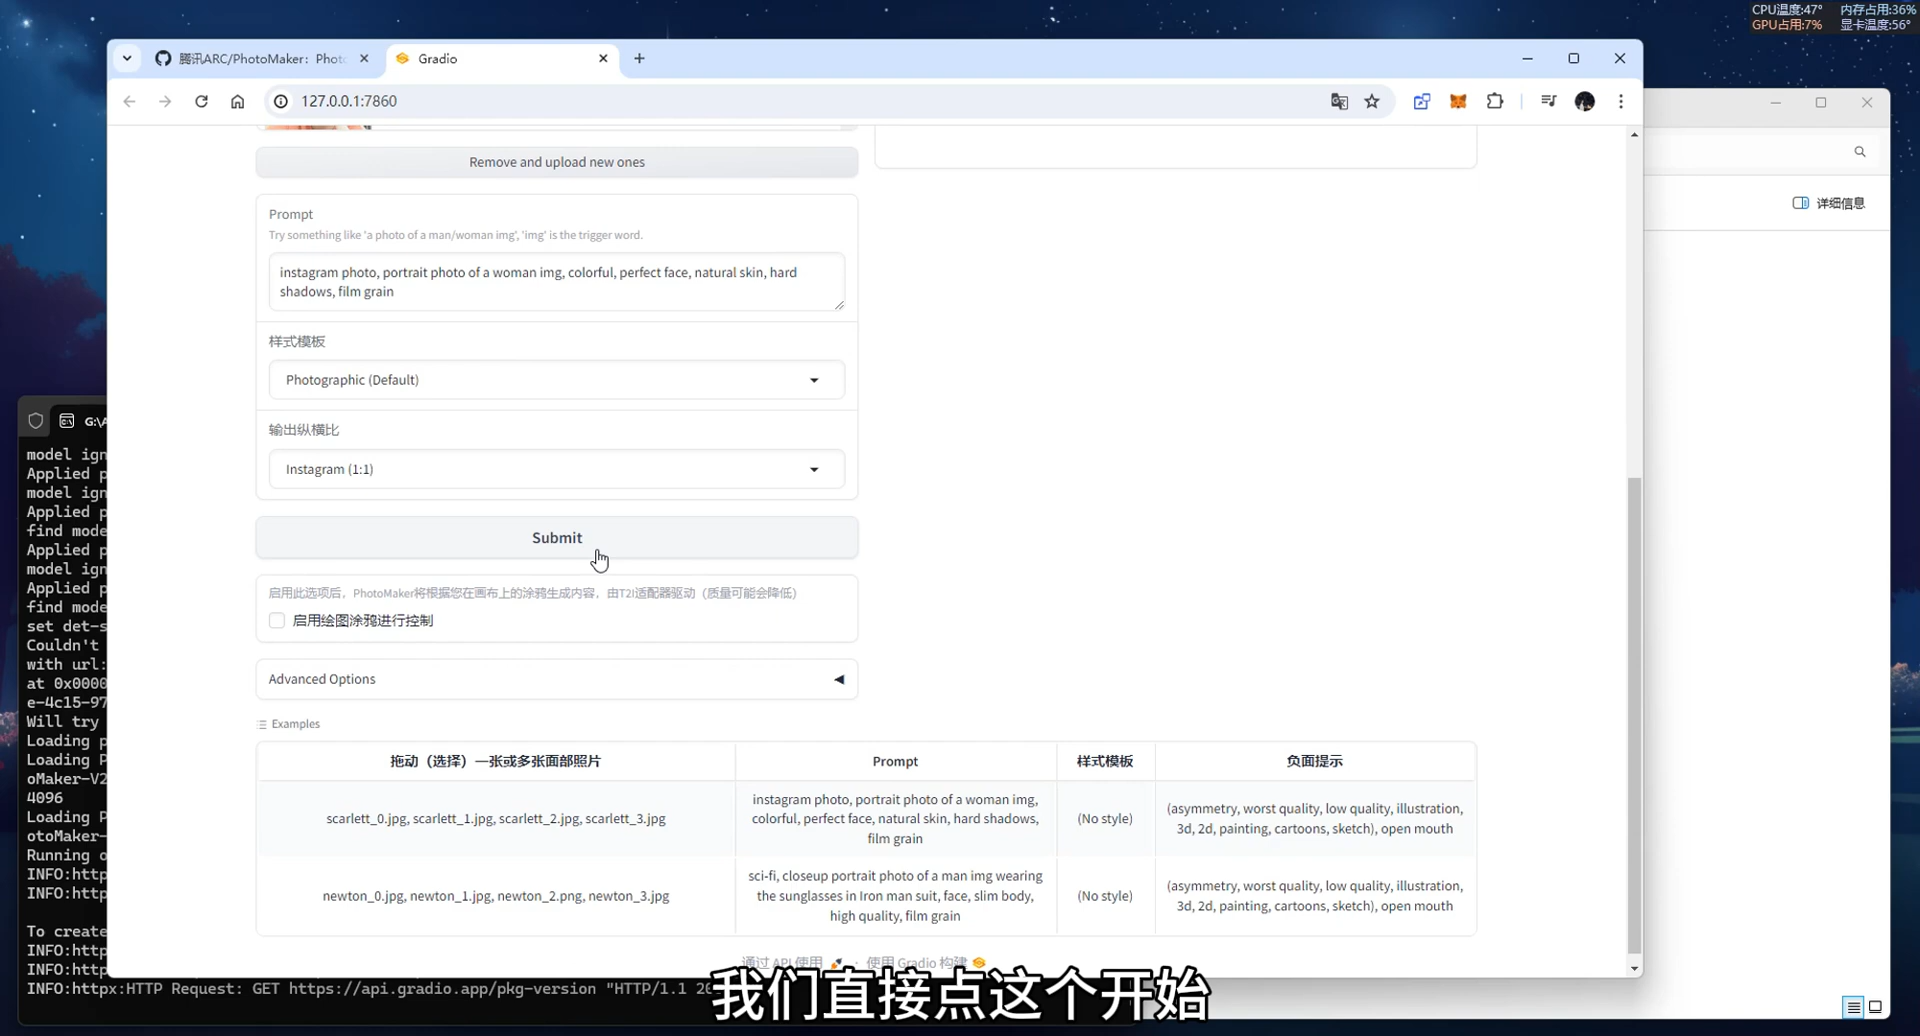 CPU温度:47° 内存占用:36%
GPU占用:7% 显卡温度:56°
腾讯ARC/PhotoMaker: Phot
Gradio
127.0.0.1:7860
详细信息
Remove and upload new ones
Prompt
Try something like 'a photo of a man/woman img', 'img' is the trigger word.
instagram photo, portrait photo of a woman img, colorful, perfect face, natural skin, hard
shadows, film grain
样式模板
Photographic (Default)
输出纵横比
Instagram (1:1)
Submit
启用此选项后，PhotoMaker将根据您在画布上的涂鸦生成内容，由T2I适配器驱动（质量可能会降低）
启用绘图涂鸦进行控制
Advanced Options
Examples
拖动（选择）一张或多张面部照片 Prompt 样式模板 负面提示
scarlett_0.jpg, scarlett_1.jpg, scarlett_2.jpg, scarlett_3.jpg
instagram photo, portrait photo of a woman img,
colorful, perfect face, natural skin, hard shadows,
film grain
(No style)
(asymmetry, worst quality, low quality, illustration,
3d, 2d, painting, cartoons, sketch), open mouth
newton_0.jpg, newton_1.jpg, newton_2.png, newton_3.jpg
sci-fi, closeup portrait photo of a man img wearing
the sunglasses in Iron man suit, face, slim body,
high quality, film grain
(No style)
(asymmetry, worst quality, low quality, illustration,
3d, 2d, painting, cartoons, sketch), open mouth
通过 API 使用 · 使用 Gradio 构建
G:\A
model ign
Applied p
model ign
Applied p
find mode
Applied p
model ign
Applied p
find mode
set det-s
Couldn't
with url:
at 0x0000
e-4c15-97
Will try
Loading p
Loading P
oMaker-V2
4096
Loading P
otoMaker-
Running o
INFO:http
INFO:http
To create
INFO:http
INFO:http
INFO:httpx:HTTP Request: GET https://api.gradio.app/pkg-version "HTTP/1.1 20
我们直接点这个开始